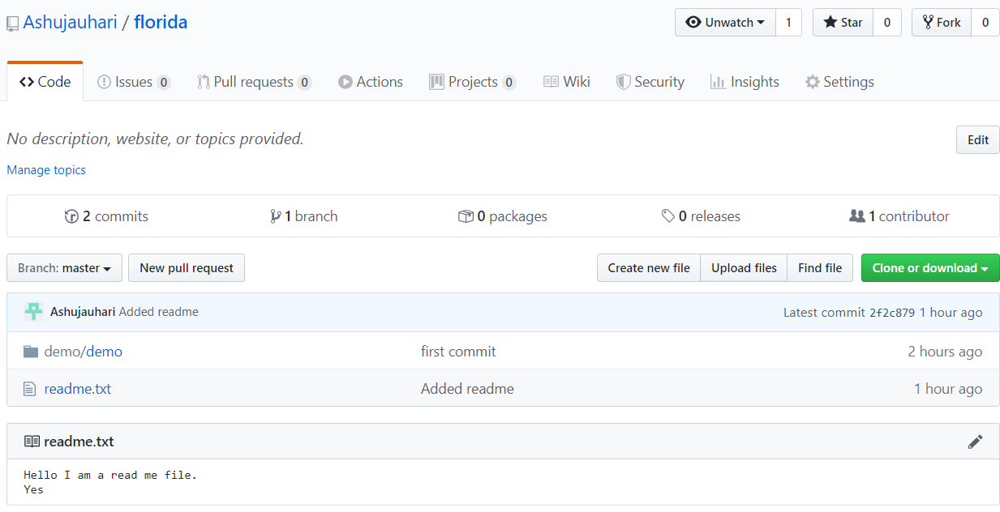 Ashujauhari / florida
Unwatch 1 Star 0 Fork 0
Code Issues 0 Pull requests 0 Actions Projects 0 Wiki Security Insights Settings
No description, website, or topics provided. Edit
Manage topics
2 commits 1 branch 0 packages 0 releases 1 contributor
Branch: master New pull request Create new file Upload files Find file Clone or download
Ashujauhari Added readme Latest commit 2f2c879 1 hour ago
demo/demo first commit 2 hours ago
readme.txt Added readme 1 hour ago
readme.txt
Hello I am a read me file.
Yes